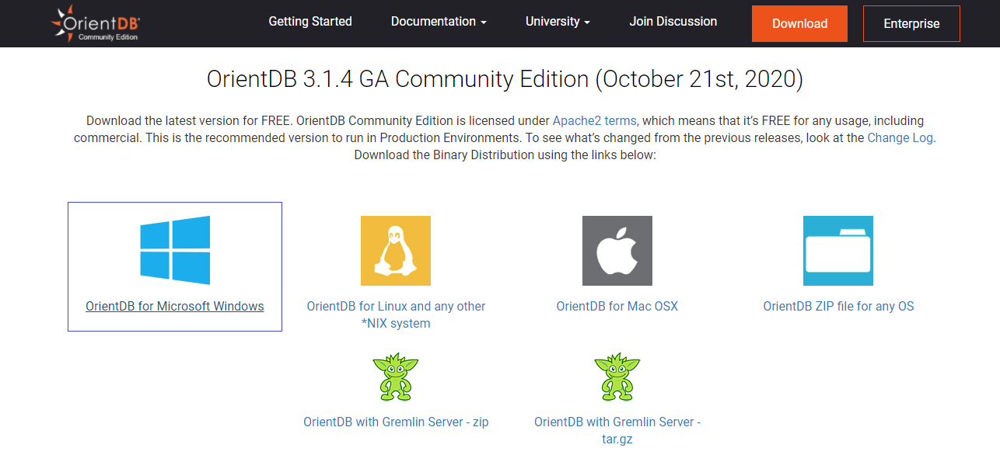 OrientDB®
Community Edition
Getting Started
Documentation
University
Join Discussion
Download
Enterprise
OrientDB 3.1.4 GA Community Edition (October 21st, 2020)
Download the latest version for FREE. OrientDB Community Edition is licensed under Apache2 terms, which means that it’s FREE for any usage, including
commercial. This is the recommended version to run in Production Environments. To see what’s changed from the previous releases, look at the Change Log.
Download the Binary Distribution using the links below:
OrientDB for Microsoft Windows
OrientDB for Linux and any other
*NIX system
OrientDB for Mac OSX
OrientDB ZIP file for any OS
OrientDB with Gremlin Server - zip
OrientDB with Gremlin Server -
tar.gz